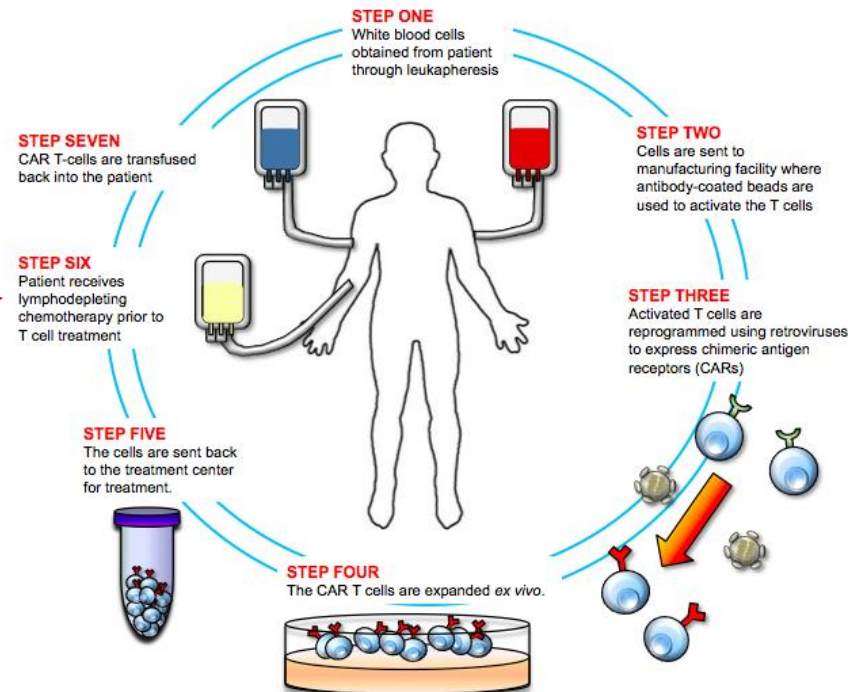 STEP ONE
White blood cells
obtained from patient
through leukapheresis
STEP TWO
Cells are sent to
manufacturing facility where
antibody-coated beads are
used to activate the T cells
STEP THREE
Activated T cells are
reprogrammed using retroviruses
to express chimeric antigen
receptors (CARs)
STEP FOUR
The CAR T cells are expanded ex vivo.
STEP FIVE
The cells are sent back
to the treatment center
for treatment.
STEP SIX
Patient receives
lymphodepleting
chemotherapy prior to
T cell treatment
STEP SEVEN
CAR T-cells are transfused
back into the patient